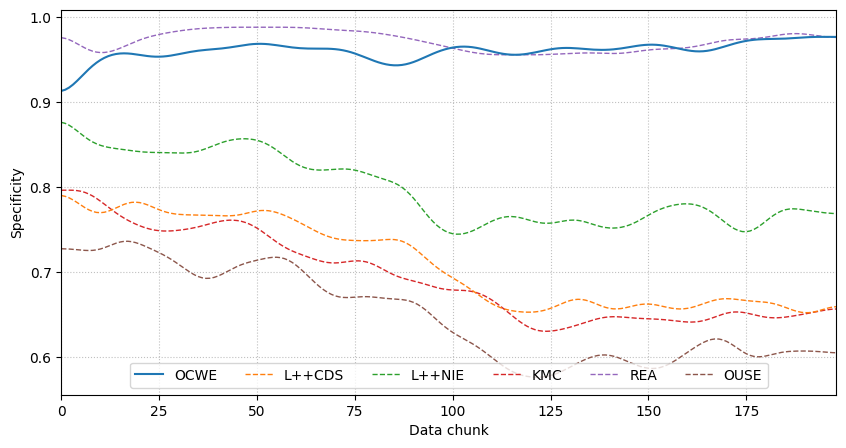 1.0
0.9
0.8
0.7
0.6
Specificity
OCWE L++CDS L++NIE KMC REA OUSE
0 25 50 75 100 125 150 175
Data chunk